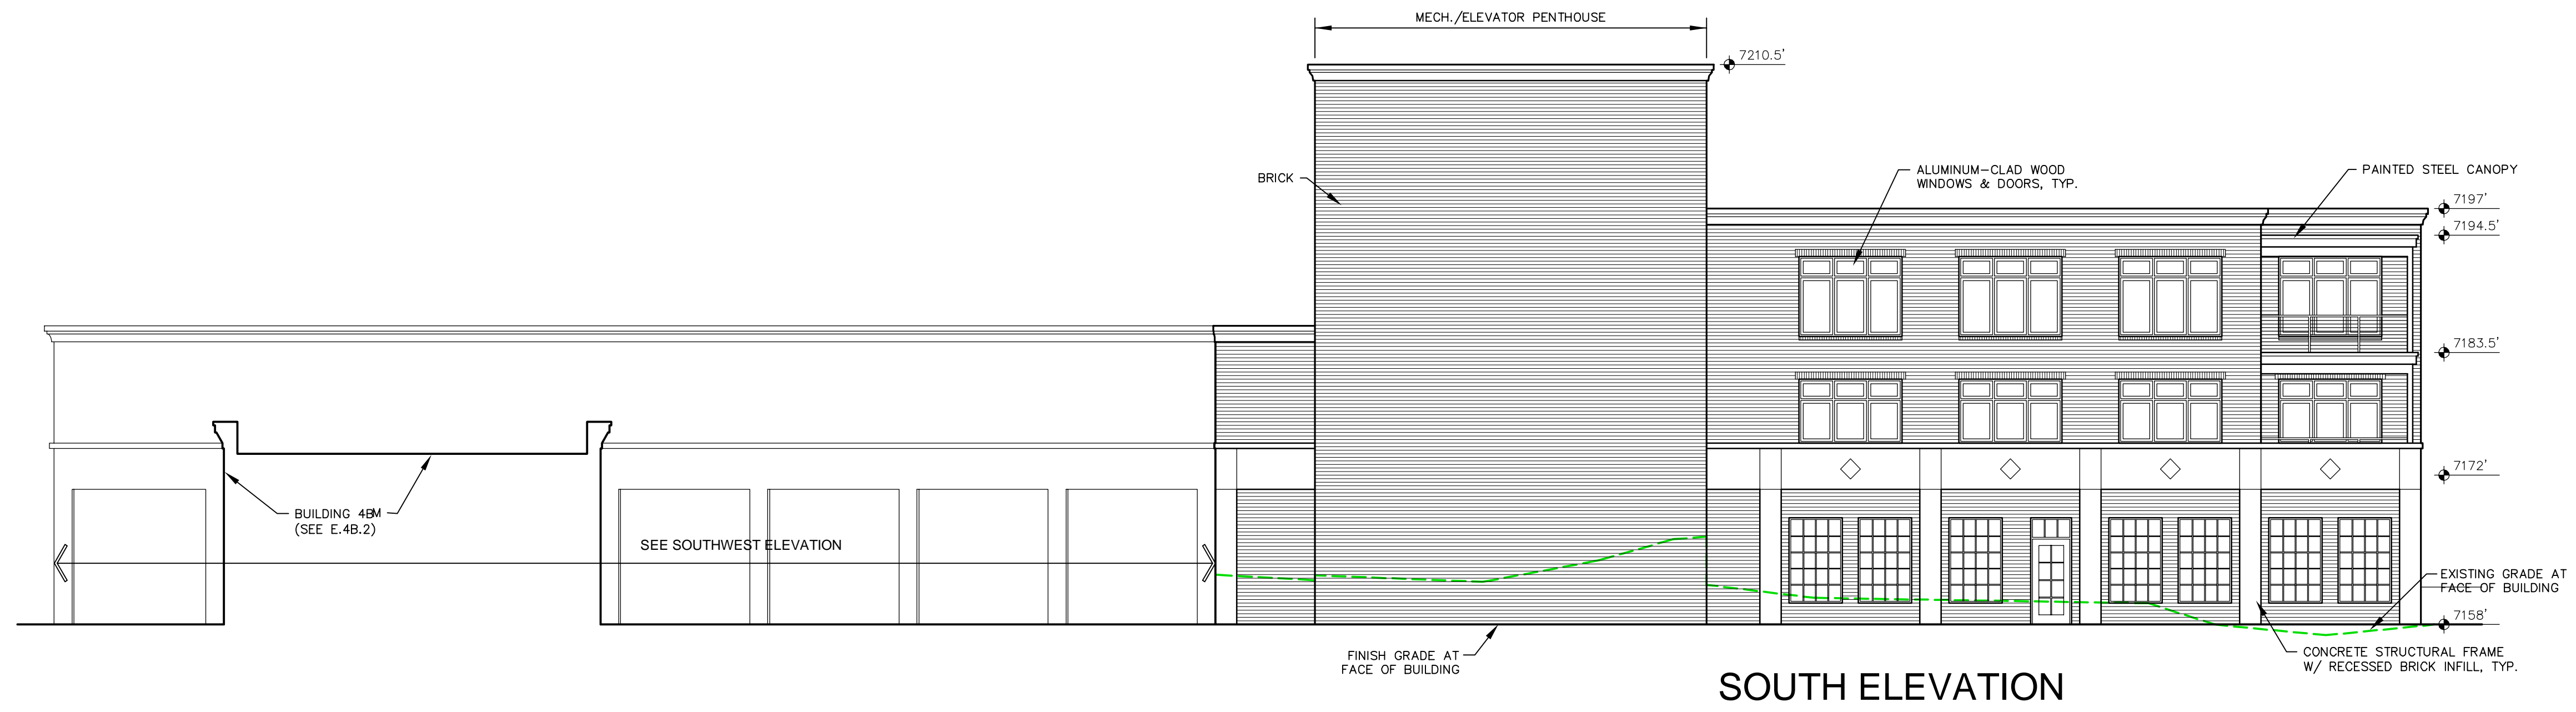 MECH./ELEVATOR PENTHOUSE
7210.5'
BRICK
ALUMINUM-CLAD WOOD
WINDOWS & DOORS, TYP.
PAINTED STEEL CANOPY
7197'
7194.5'
7183.5'
7172'
BUILDING 4BM
(SEE E.4B.2)
SEE SOUTHWEST ELEVATION
EXISTING GRADE AT
FACE OF BUILDING
7158'
FINISH GRADE AT
FACE OF BUILDING
CONCRETE STRUCTURAL FRAME
W/ RECESSED BRICK INFILL, TYP.
SOUTH ELEVATION